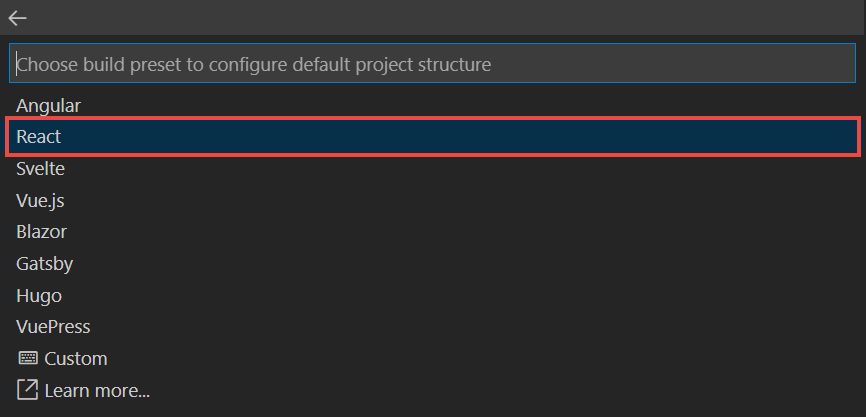 Choose build preset to configure default project structure
Angular
React
Svelte
Vue.js
Blazor
Gatsby
Hugo
VuePress
Custom
Learn more...